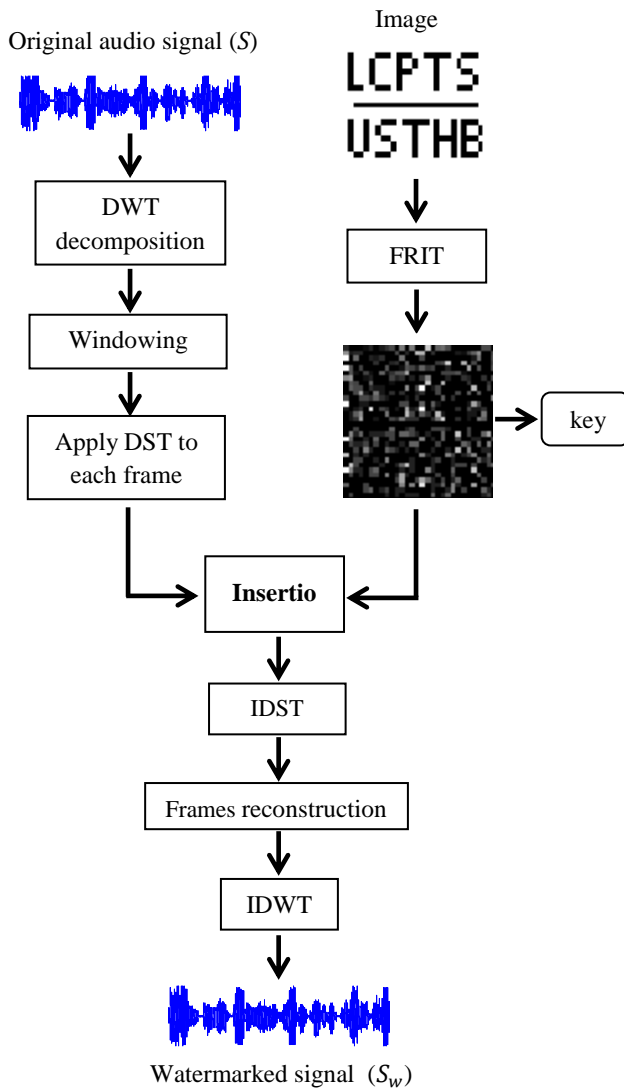 Original audio signal (S)
Image
LCPTS
USTHB
DWT
decomposition
FRIT
Windowing
key
Apply DST to
each frame
Insertio
IDST
Frames reconstruction
IDWT
Watermarked signal (S_w)